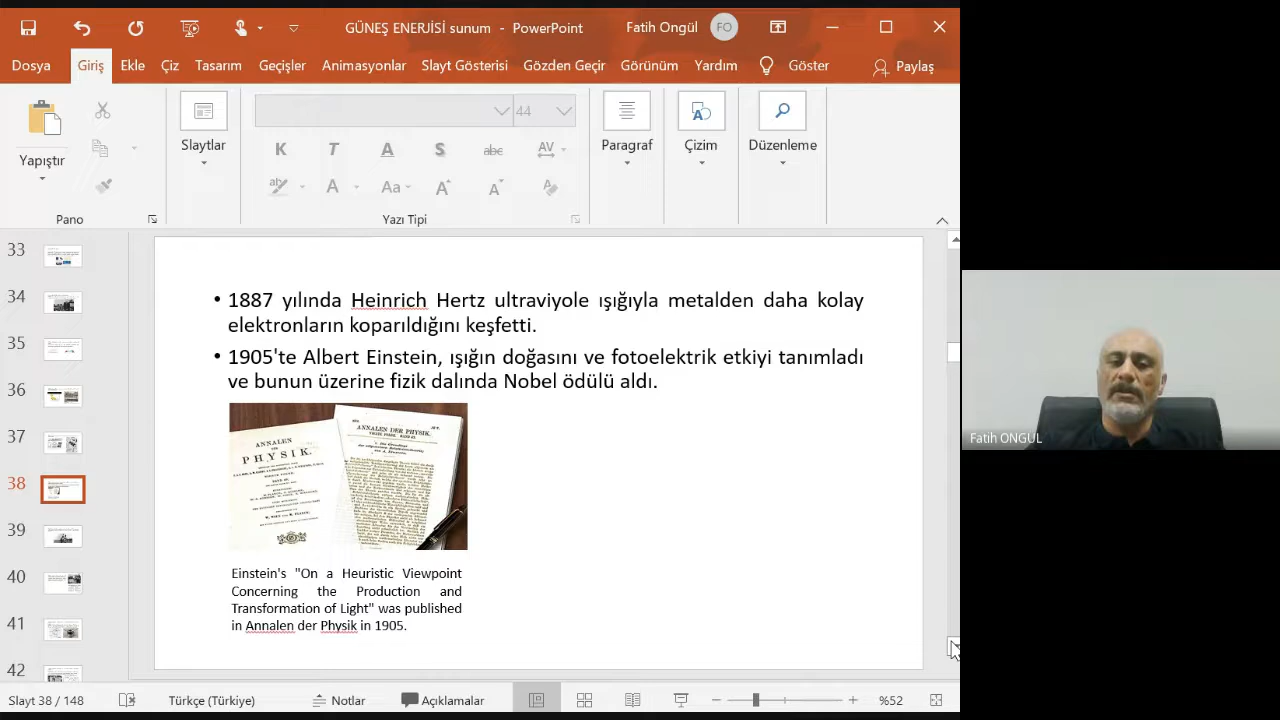 GÜNEŞ ENERJİSİ sunum - PowerPoint
Fatih Ongül
FO
Dosya
Giriş
Ekle
Çiz
Tasarım
Geçişler
Animasyonlar
Slayt Gösterisi
Gözden Geçir
Görünüm
Yardım
Göster
Paylaş
44
Yapıştır
Slaytlar
K T A S abc AV
A Aa A A
Paragraf
Çizim
Düzenleme
Pano
Yazı Tipi
33
34
35
36
37
38
39
40
41
42
• 1887 yılında Heinrich Hertz ultraviyole ışığıyla metalden daha kolay
elektronların koparıldığını keşfetti.
• 1905'te Albert Einstein, ışığın doğasını ve fotoelektrik etkiyi tanımladı
ve bunun üzerine fizik dalında Nobel ödülü aldı.
ANNALEN
PHYSIK.
ANNALEN DER PHYSIK.
Einstein's "On a Heuristic Viewpoint
Concerning the Production and
Transformation of Light" was published
in Annalen der Physik in 1905.
Fatih ONGUL
Slayt 38 / 148
Türkçe (Türkiye)
Notlar
Açıklamalar
%52